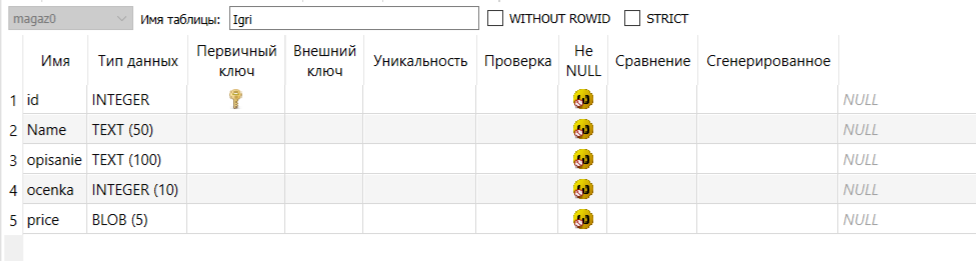 magaz0 Имя таблицы: Igri WITHOUT ROWID STRICT
Имя Тип данных Первичный ключ Внешний ключ Уникальность Проверка Не NULL Сравнение Сгенерированное
1 id INTEGER NULL
2 Name TEXT (50) NULL
3 opisanie TEXT (100) NULL
4 ocenka INTEGER (10) NULL
5 price BLOB (5) NULL